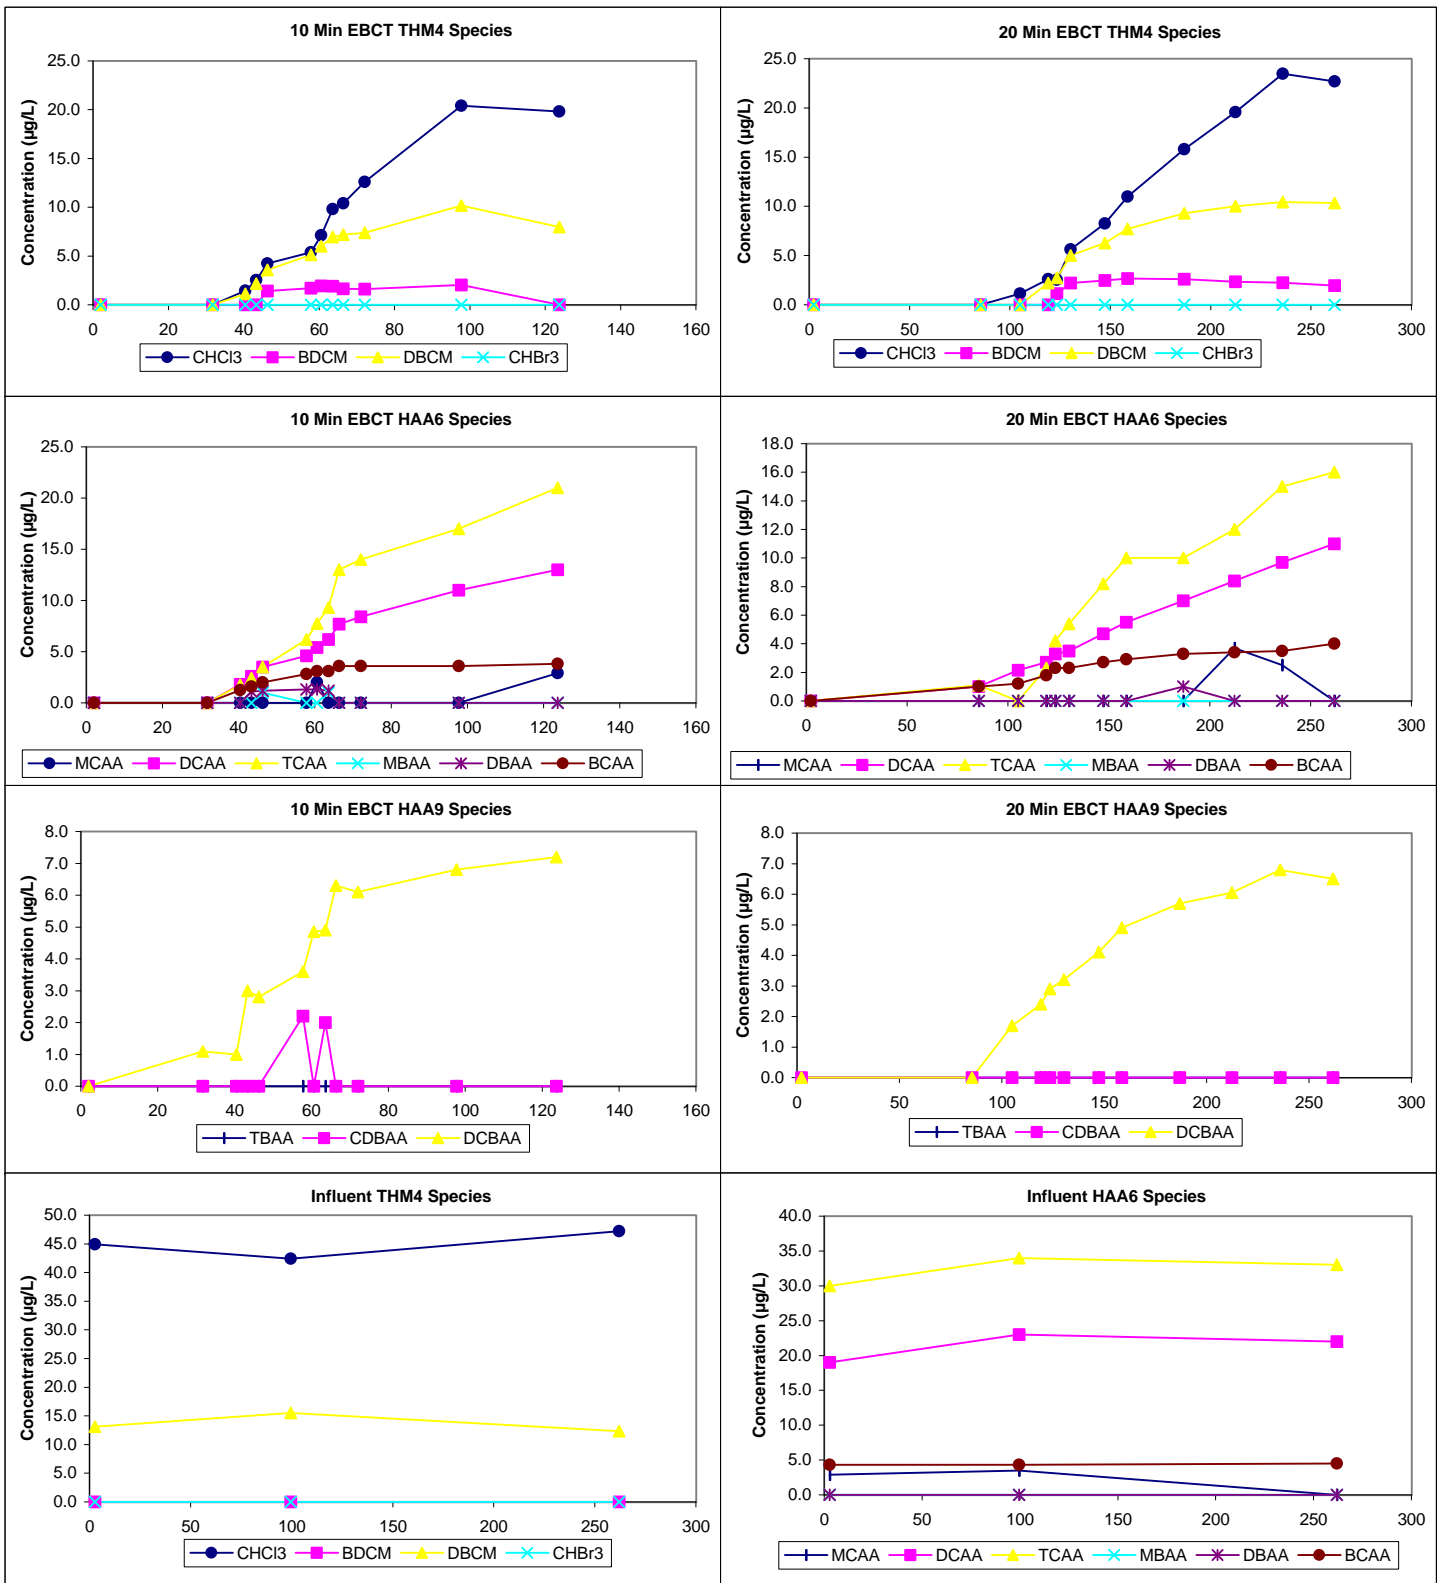 10 Min EBCT THM4 Species
Concentration (µg/L)
25.0
20.0
15.0
10.0
5.0
0.0
0 20 40 60 80 100 120 140 160
CHCl3 BDCM DBCM CHBr3
20 Min EBCT THM4 Species
Concentration (µg/L)
25.0
20.0
15.0
10.0
5.0
0.0
0 50 100 150 200 250 300
CHCl3 BDCM DBCM CHBr3
10 Min EBCT HAA6 Species
Concentration (µg/L)
25.0
20.0
15.0
10.0
5.0
0.0
0 20 40 60 80 100 120 140 160
MCAA DCAA TCAA MBAA DBAA BCAA
20 Min EBCT HAA6 Species
Concentration (µg/L)
18.0
16.0
14.0
12.0
10.0
8.0
6.0
4.0
2.0
0.0
0 50 100 150 200 250 300
MCAA DCAA TCAA MBAA DBAA BCAA
10 Min EBCT HAA9 Species
Concentration (µg/L)
8.0
7.0
6.0
5.0
4.0
3.0
2.0
1.0
0.0
0 20 40 60 80 100 120 140 160
TBAA CDBAA DCBAA
20 Min EBCT HAA9 Species
Concentration (µg/L)
8.0
7.0
6.0
5.0
4.0
3.0
2.0
1.0
0.0
0 50 100 150 200 250 300
TBAA CDBAA DCBAA
Influent THM4 Species
Concentration (µg/L)
50.0
45.0
40.0
35.0
30.0
25.0
20.0
15.0
10.0
5.0
0.0
0 50 100 150 200 250 300
CHCl3 BDCM DBCM CHBr3
Influent HAA6 Species
Concentration (µg/L)
40.0
35.0
30.0
25.0
20.0
15.0
10.0
5.0
0.0
0 50 100 150 200 250 300
MCAA DCAA TCAA MBAA DBAA BCAA